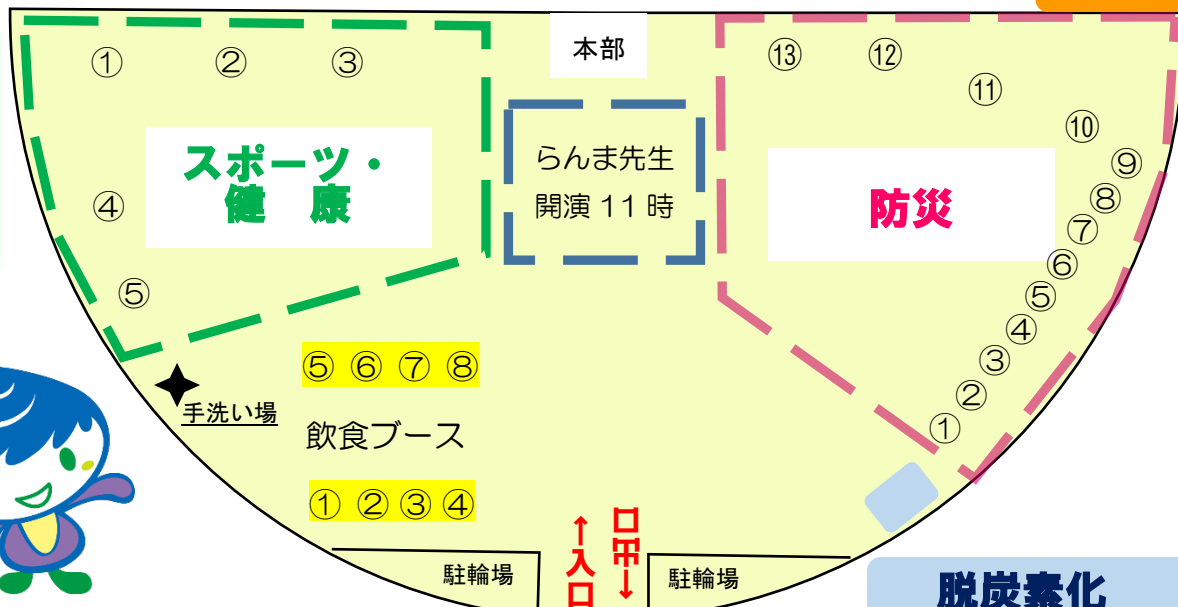 本部
① ② ③
スポーツ・
健 康
④
⑤
らんま先生
開演 11 時
⑬ ⑫
⑪
⑩
⑨
⑧
⑦
⑥
⑤
④
③
②
①
防災
手洗い場
⑤ ⑥ ⑦ ⑧
飲食ブース
① ② ③ ④
駐輪場
↑入口
出口↓
駐輪場
脱炭素化